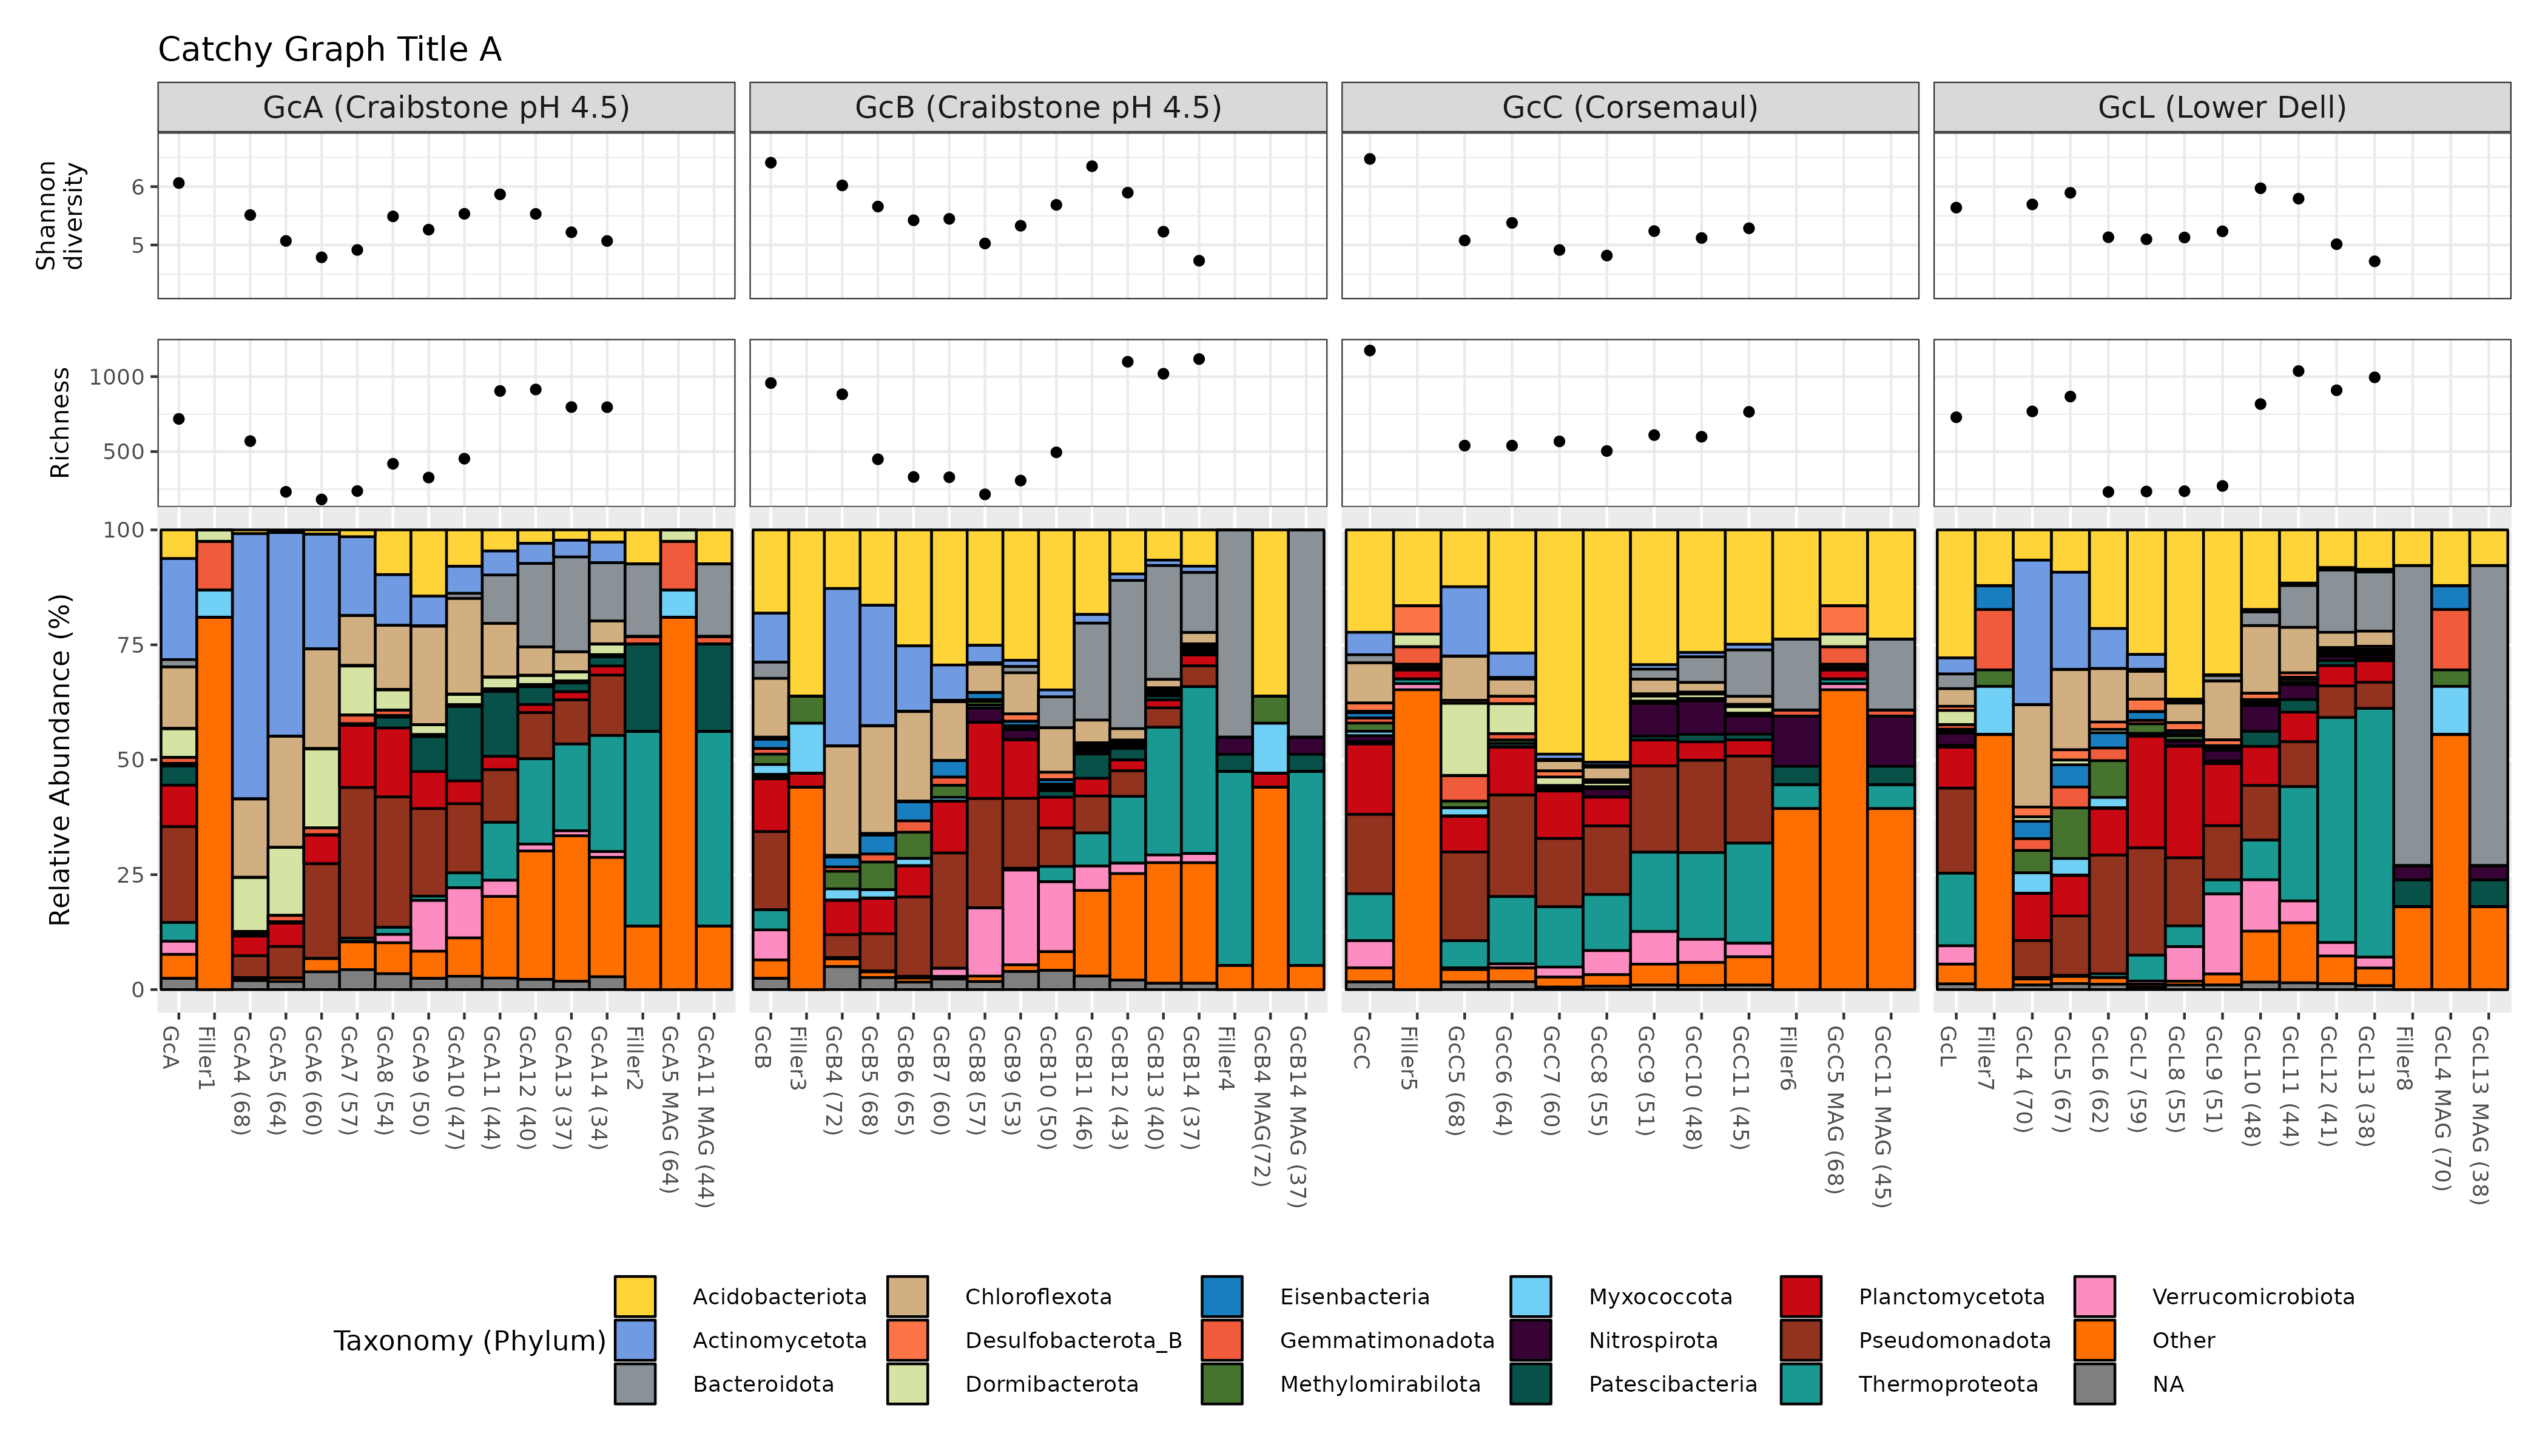 Catchy Graph Title A
GcA (Craibstone pH 4.5)
GcB (Craibstone pH 4.5)
GcC (Corsemaul)
GcL (Lower Dell)
Shannon
diversity
6
5
Richness
1000
500
Relative Abundance (%)
100
75
50
25
0
GcA
Filler1
GcA4 (68)
GcA5 (64)
GcA6 (60)
GcA7 (57)
GcA8 (54)
GcA9 (50)
GcA10 (47)
GcA11 (44)
GcA12 (40)
GcA13 (37)
GcA14 (34)
Filler2
GcA5 MAG (64)
GcA11 MAG (44)
GcB
Filler3
GcB4 (72)
GcB5 (68)
GcB6 (65)
GcB7 (60)
GcB8 (57)
GcB9 (53)
GcB10 (50)
GcB11 (46)
GcB12 (43)
GcB13 (40)
GcB14 (37)
Filler4
GcB4 MAG(72)
GcB14 MAG (37)
GcC
Filler5
GcC5 (68)
GcC6 (64)
GcC7 (60)
GcC8 (55)
GcC9 (51)
GcC10 (48)
GcC11 (45)
Filler6
GcC5 MAG (68)
GcC11 MAG (45)
GcL
Filler7
GcL4 (70)
GcL5 (67)
GcL6 (62)
GcL7 (59)
GcL8 (55)
GcL9 (51)
GcL10 (48)
GcL11 (44)
GcL12 (41)
GcL13 (38)
Filler8
GcL4 MAG (70)
GcL13 MAG (38)
Taxonomy (Phylum)
Acidobacteriota
Actinomycetota
Bacteroidota
Chloroflexota
Desulfobacterota_B
Dormibacterota
Eisenbacteria
Gemmatimonadota
Methylomirabilota
Myxococcota
Nitrospirota
Patescibacteria
Planctomycetota
Pseudomonadota
Thermoproteota
Verrucomicrobiota
Other
NA